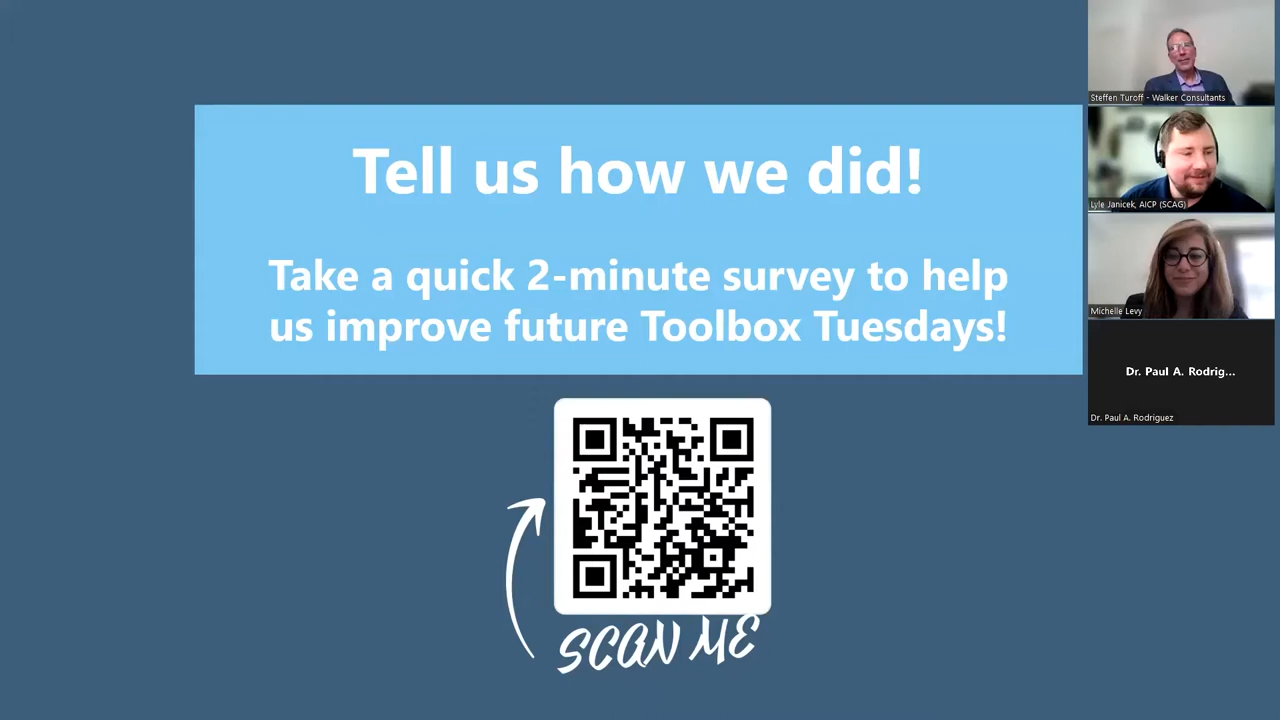 Tell us how we did!
Take a quick 2-minute survey to help
us improve future Toolbox Tuesdays!
SCAN ME
Steffen Turoff - Walker Consultants
Lyle Janicek, AICP (SCAG)
Michelle Levy
Dr. Paul A. Rodrig...
Dr. Paul A. Rodriguez